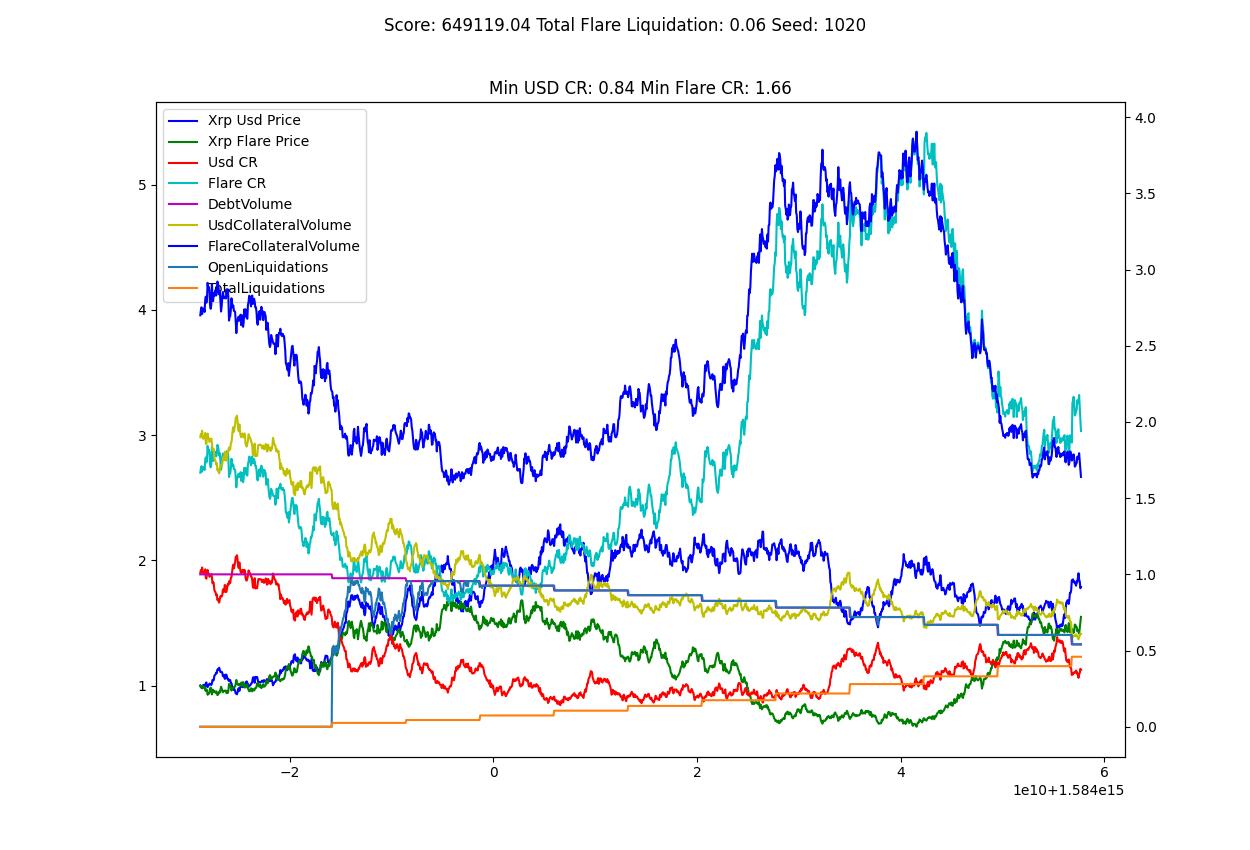 Score: 649119.04 Total Flare Liquidation: 0.06 Seed: 1020
Min USD CR: 0.84 Min Flare CR: 1.66
Xrp Usd Price
Xrp Flare Price
Usd CR
Flare CR
DebtVolume
UsdCollateralVolume
FlareCollateralVolume
OpenLiquidations
TotalLiquidations
5
4
3
2
1
4.0
3.5
3.0
2.5
2.0
1.5
1.0
0.5
0.0
−2 0 2 4 6
1e10+1.584e15